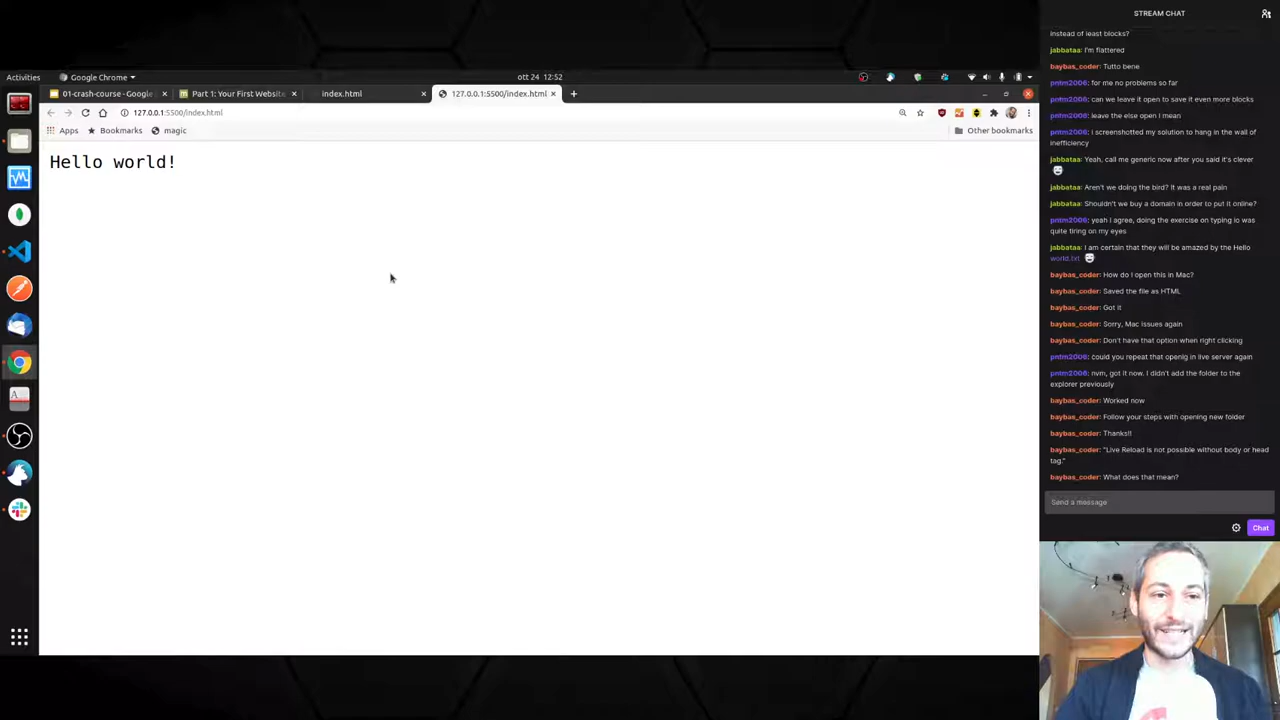 Activities
Google Chrome
ott 24 12:52
01-crash-course - Google
Part 1: Your First Website
index.html
127.0.0.1:5500/index.html
127.0.0.1:5500/index.html
Apps
Bookmarks
magic
Other bookmarks
Hello world!
STREAM CHAT
instead of least blocks?
jabbataa: I'm flattered
baybas_coder: Tutto bene
pntm2006: for me no problems so far
pntm2006: can we leave it open to save it even more blocks
pntm2006: leave the else open I mean
pntm2006: i screenshotted my solution to hang in the wall of
inefficiency
jabbataa: Yeah, call me generic now after you said it's clever
jabbataa: Aren't we doing the bird? It was a real pain
jabbataa: Shouldn't we buy a domain in order to put it online?
pntm2006: yeah I agree, doing the exercise on typing io was
quite tiring on my eyes
jabbataa: I am certain that they will be amazed by the Hello
world.txt
baybas_coder: How do I open this in Mac?
baybas_coder: Saved the file as HTML
baybas_coder: Got it
baybas_coder: Sorry, Mac issues again
baybas_coder: Don't have that option when right clicking
pntm2006: could you repeat that openig in live server again
pntm2006: nvm, got it now. I didn't add the folder to the
explorer previously
baybas_coder: Worked now
baybas_coder: Follow your steps with opening new folder
baybas_coder: Thanks!!
baybas_coder: "Live Reload is not possible without body or head
tag."
baybas_coder: What does that mean?
Send a message
Chat